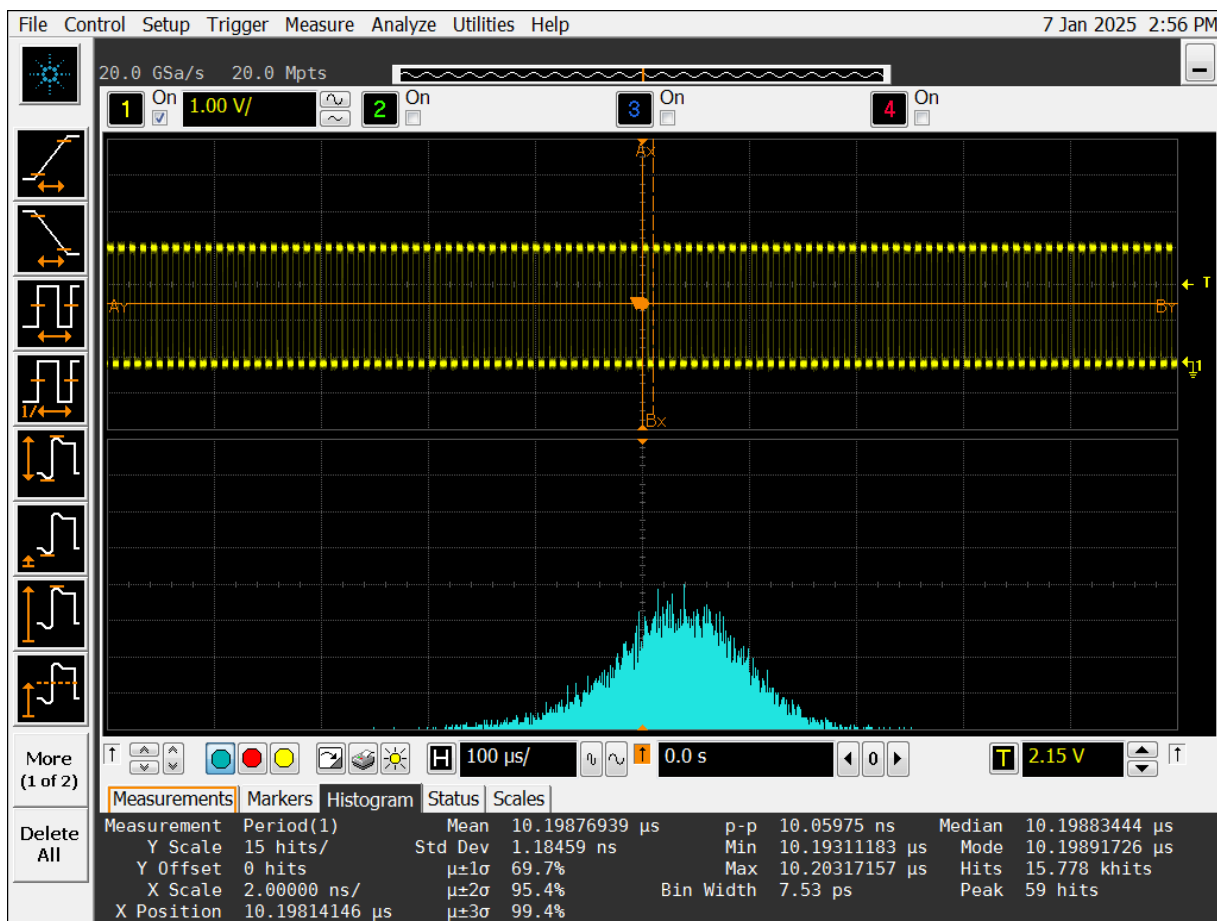 File Control Setup Trigger Measure Analyze Utilities Help 7 Jan 2025 2:56 PM
20.0 GSa/s 20.0 Mpts
1 On 1.00 V/ 2 On 3 On 4 On
AX
T
AY BY
1
BX
1/
More
(1 of 2)
Delete
All
H 100 µs/ 0.0 s 0 T 2.15 V
Measurements Markers Histogram Status Scales
Measurement Period(1) Mean 10.19876939 µs p-p 10.05975 ns Median 10.19883444 µs
Y Scale 15 hits/ Std Dev 1.18459 ns Min 10.19311183 µs Mode 10.19891726 µs
Y Offset 0 hits µ±1σ 69.7% Max 10.20317157 µs Hits 15.778 khits
X Scale 2.00000 ns/ µ±2σ 95.4% Bin Width 7.53 ps Peak 59 hits
X Position 10.19814146 µs µ±3σ 99.4%